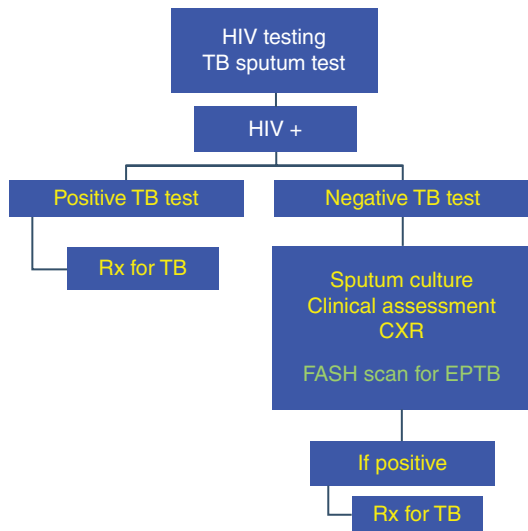 HIV testing
TB sputum test
HIV +
Positive TB test
Negative TB test
Rx for TB
Sputum culture
Clinical assessment
CXR
FASH scan for EPTB
If positive
Rx for TB